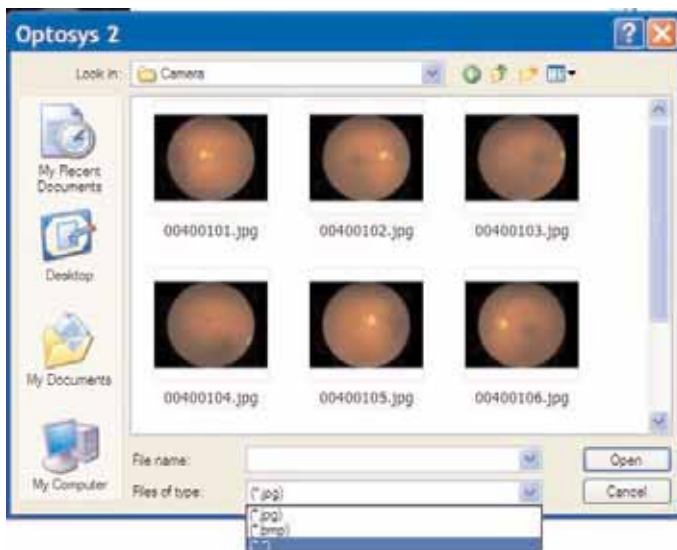 Optosys 2
Look in: Camera
My Recent
Documents
Desktop
My Documents
My Computer
00400101.jpg 00400102.jpg 00400103.jpg
00400104.jpg 00400105.jpg 00400106.jpg
File name: Open
Files of type: (*.jpg) Cancel
(*.jpg)
(*.bmp)